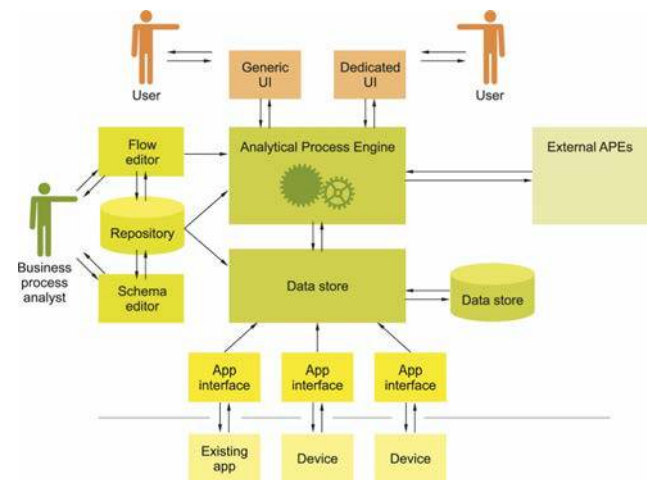 User
Generic
UI
Dedicated
UI
User
Flow
editor
Analytical Process Engine
External APEs
Repository
Business
process
analyst
Schema
editor
Data store
Data store
App
interface
App
interface
App
interface
Existing
app
Device
Device